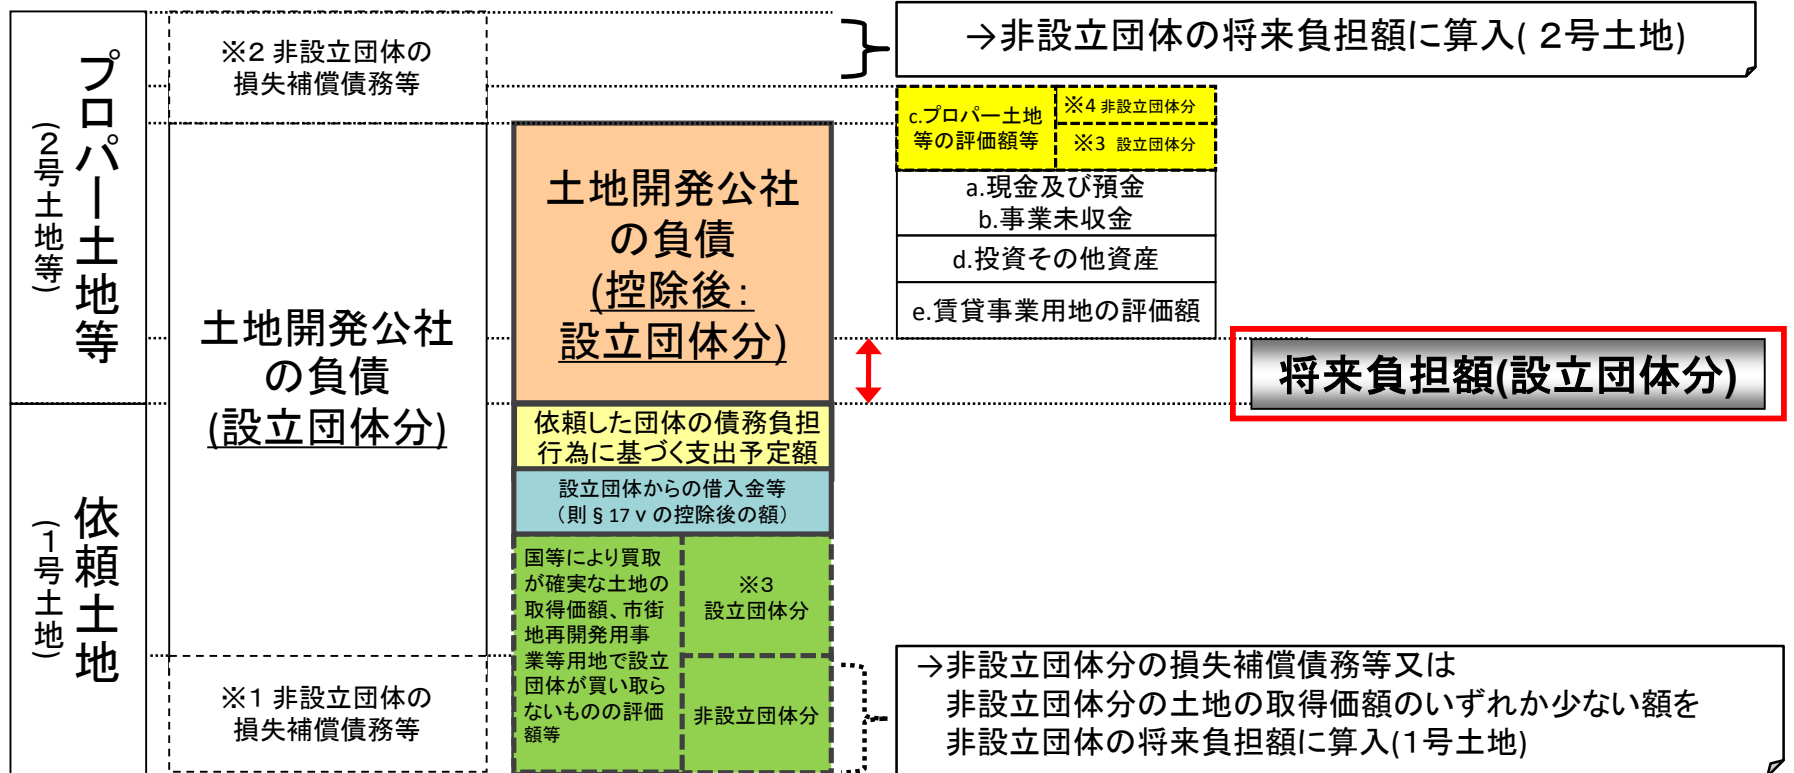 プロパー土地等
(2号土地等)
依頼土地
(1号土地)
※2 非設立団体の
損失補償債務等
土地開発公社
の負債
(設立団体分)
※1 非設立団体の
損失補償債務等
土地開発公社
の負債
(控除後:
設立団体分)
依頼した団体の債務負担
行為に基づく支出予定額
設立団体からの借入金等
(則§17ⅴの控除後の額)
国等により買取
が確実な土地の
取得価額、市街
地再開発用事
業等用地で設立
団体が買い取ら
ないものの評価
額等
※3
設立団体分
非設立団体分
→非設立団体の将来負担額に算入( 2号土地)
c.プロパー土地
等の評価額等
※4 非設立団体分
※3 設立団体分
a.現金及び預金
b.事業未収金
d.投資その他資産
e.賃貸事業用地の評価額
将来負担額(設立団体分)
→非設立団体分の損失補償債務等又は
非設立団体分の土地の取得価額のいずれか少ない額を
非設立団体の将来負担額に算入(1号土地)